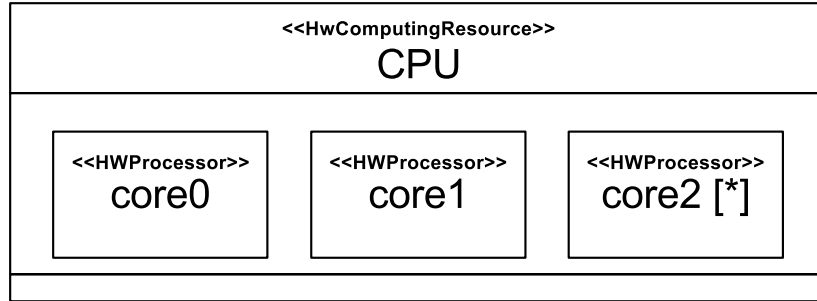 <<HwComputingResource>>
CPU
<<HWProcessor>>
core0
<<HWProcessor>>
core1
<<HWProcessor>>
core2 [*]